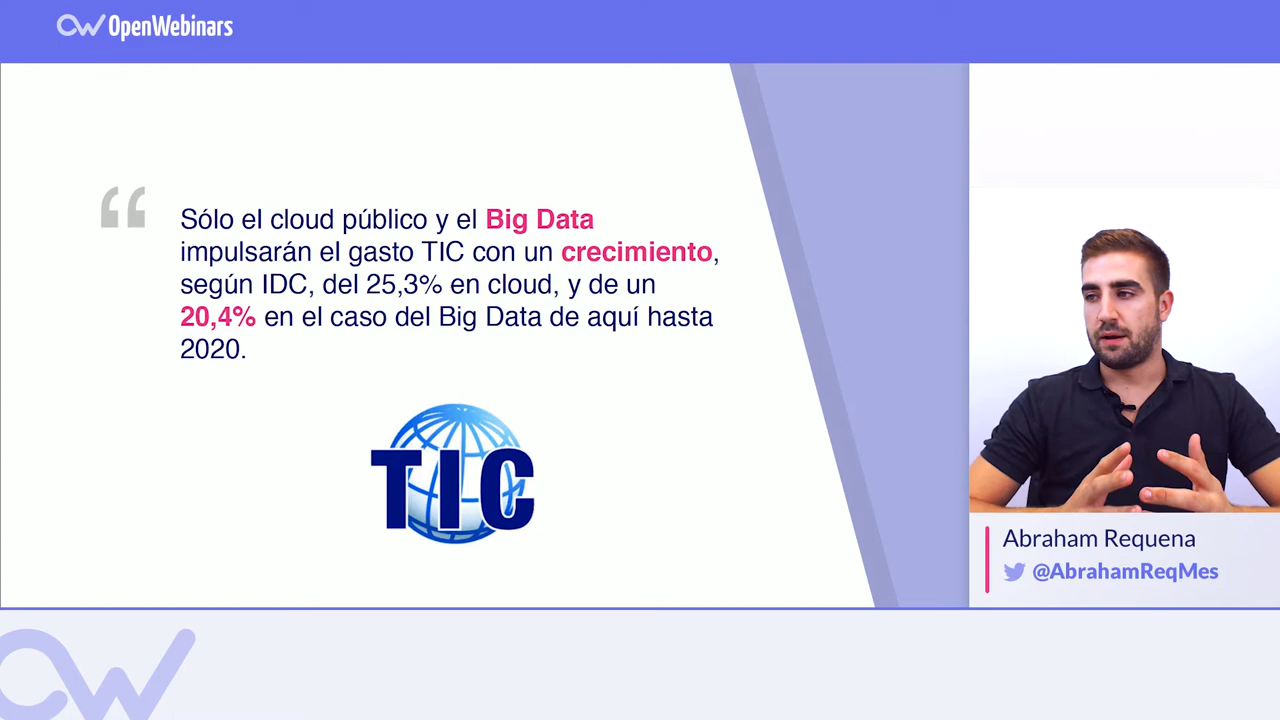 OpenWebinars
“
Sólo el cloud público y el Big Data
impulsarán el gasto TIC con un crecimiento,
según IDC, del 25,3% en cloud, y de un
20,4% en el caso del Big Data de aquí hasta
2020.
TIC
Abraham Requena
@AbrahamReqMes